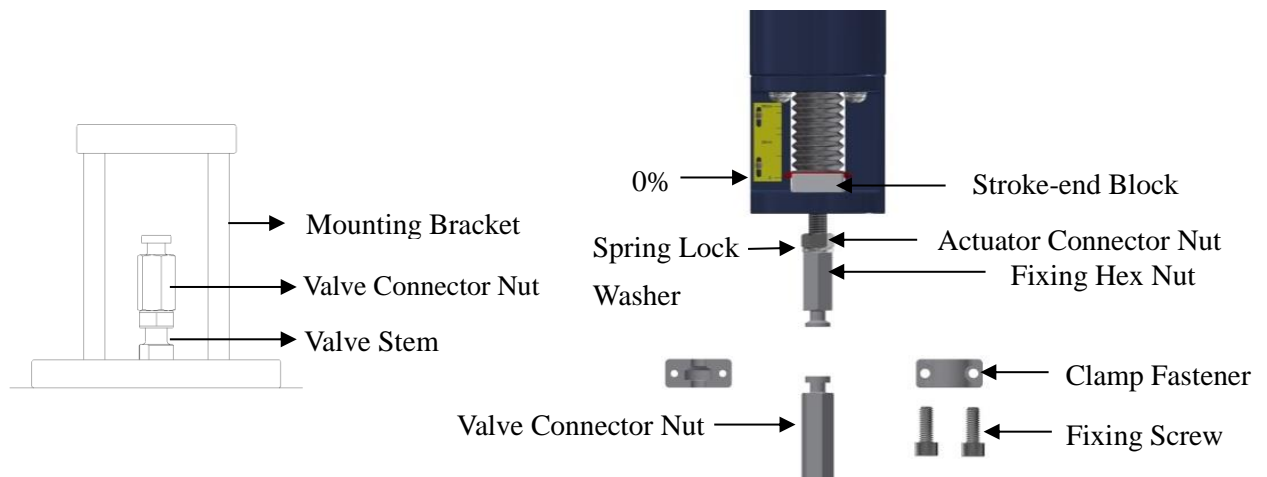 Mounting Bracket
Valve Connector Nut
Valve Stem
0%
Stroke-end Block
Spring Lock
Washer
Actuator Connector Nut
Fixing Hex Nut
Clamp Fastener
Valve Connector Nut
Fixing Screw